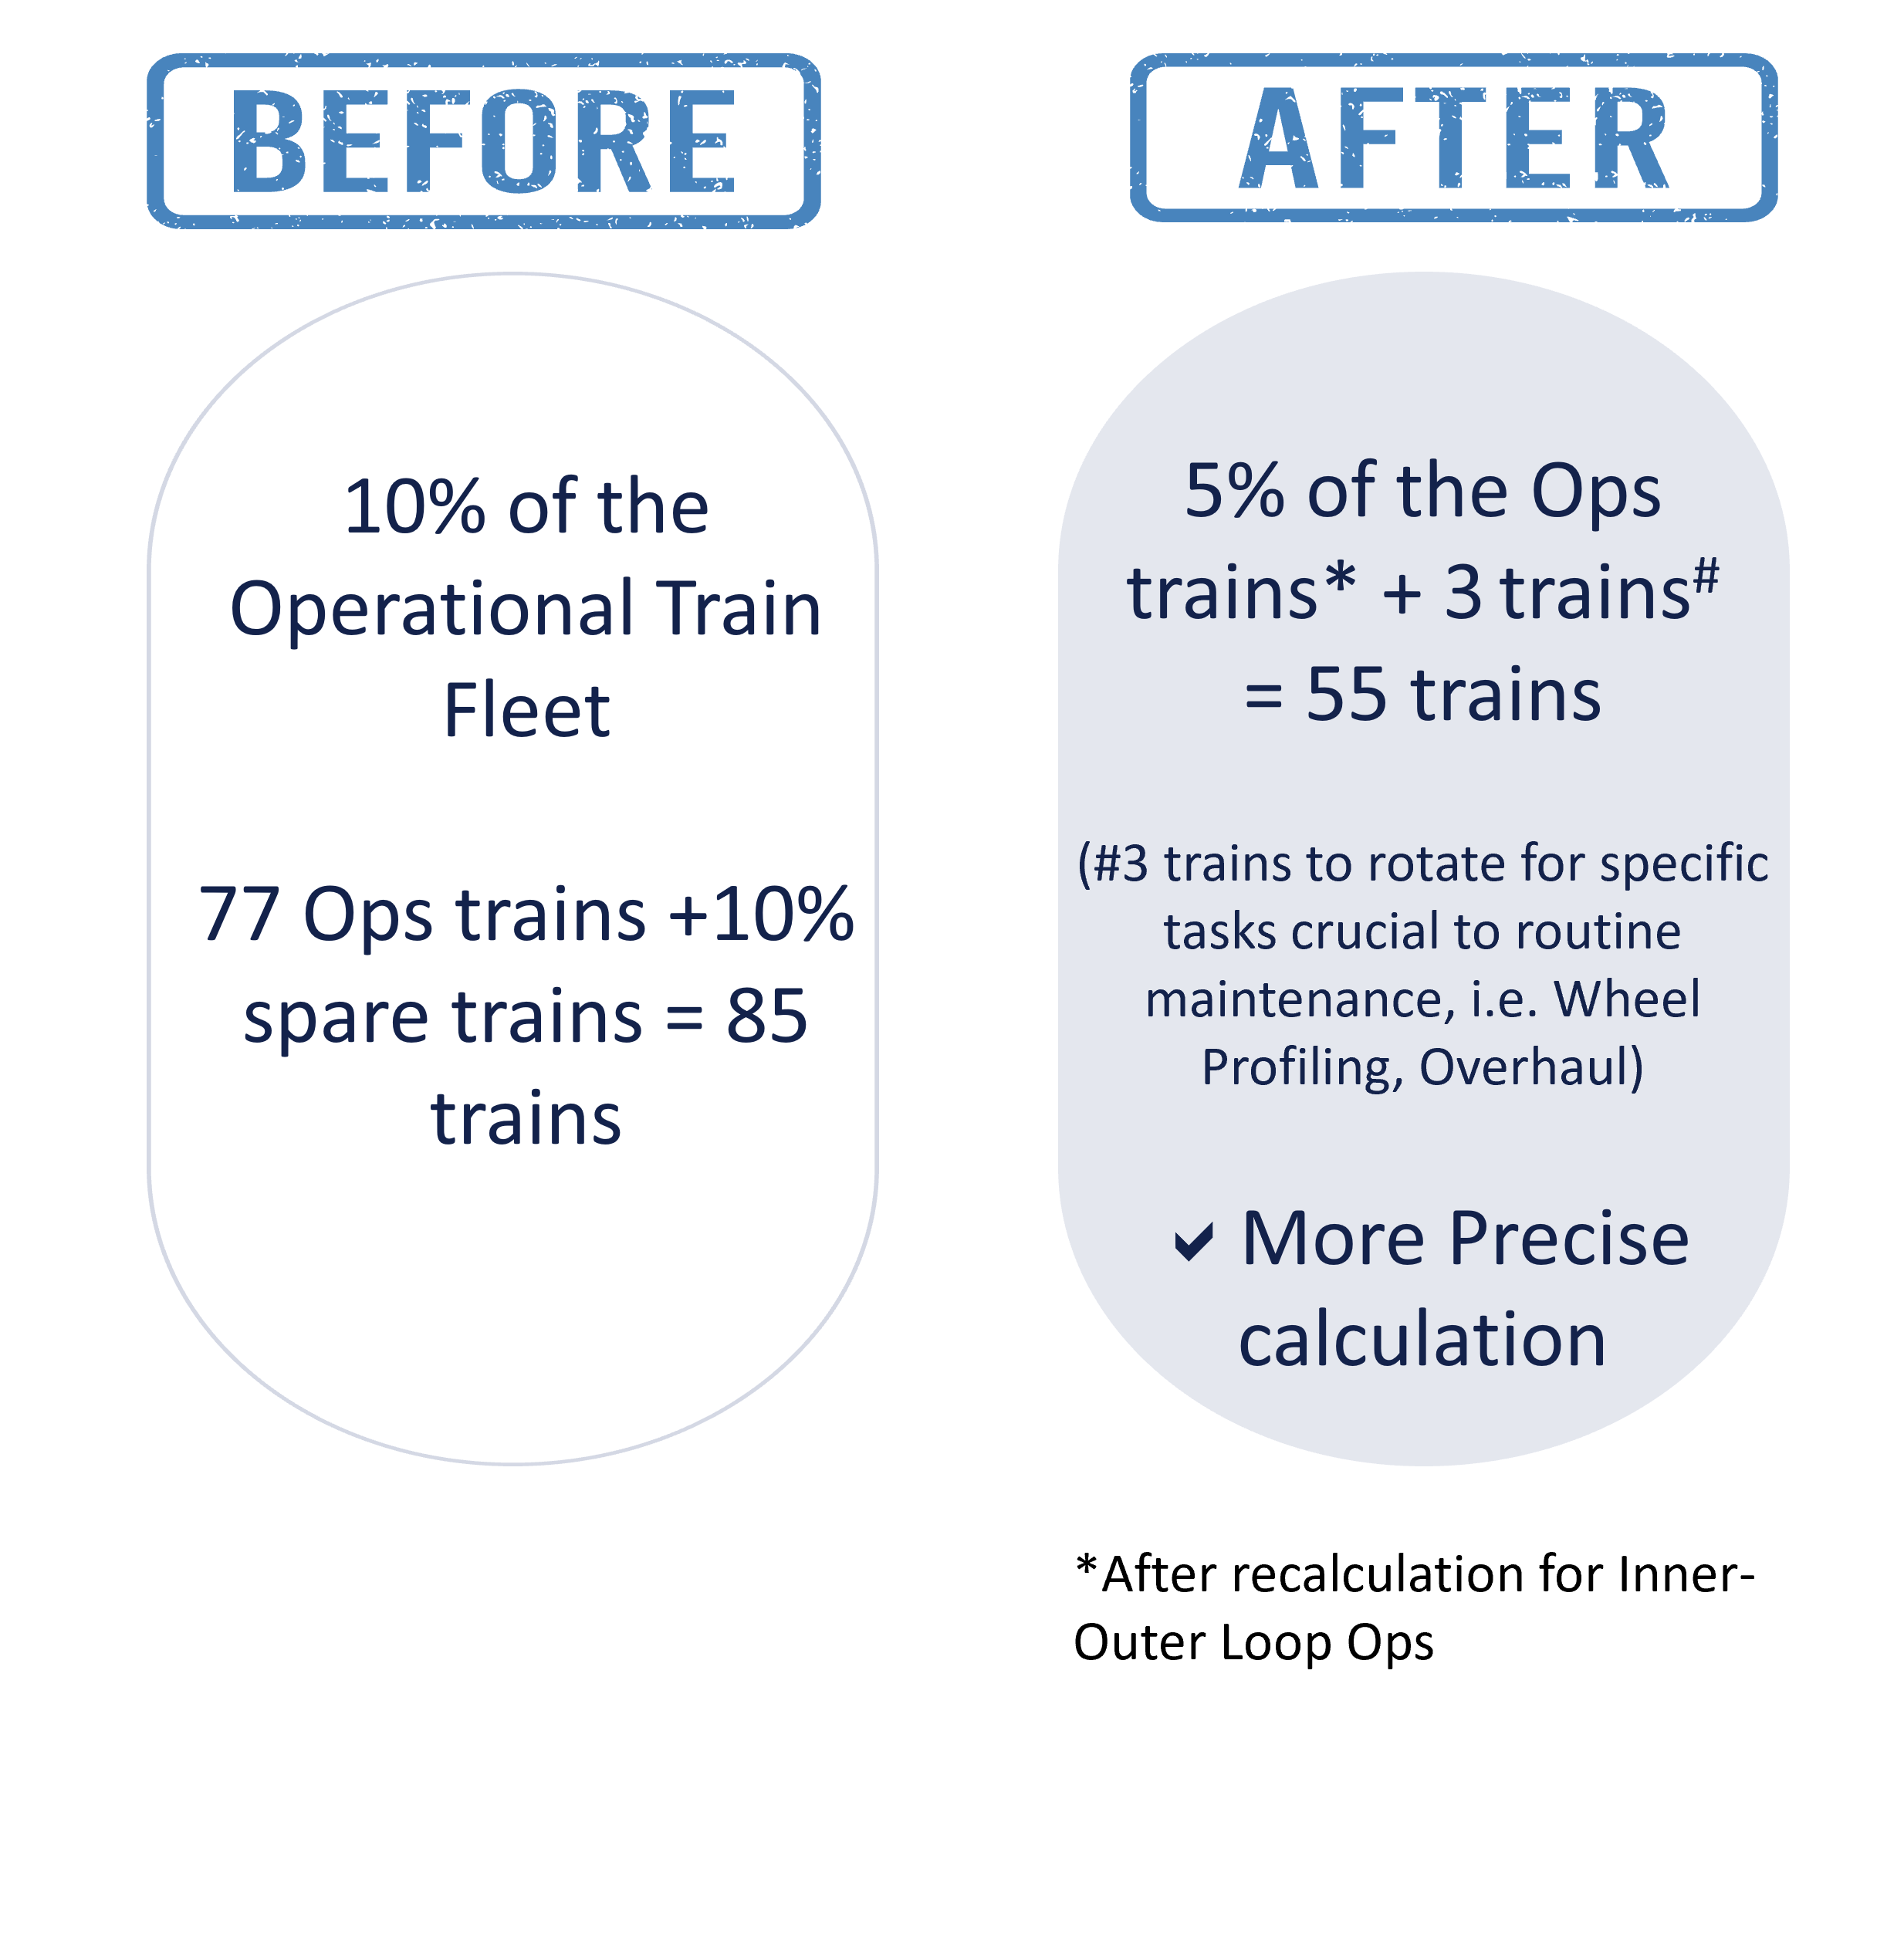 BEFORE
10% of the
Operational Train
Fleet
77 Ops trains +10%
spare trains = 85
trains
AFTER
5% of the Ops
trains* + 3 trains#
= 55 trains
(#3 trains to rotate for specific
tasks crucial to routine
maintenance, i.e. Wheel
Profiling, Overhaul)
✓ More Precise
calculation
*After recalculation for Inner-
Outer Loop Ops